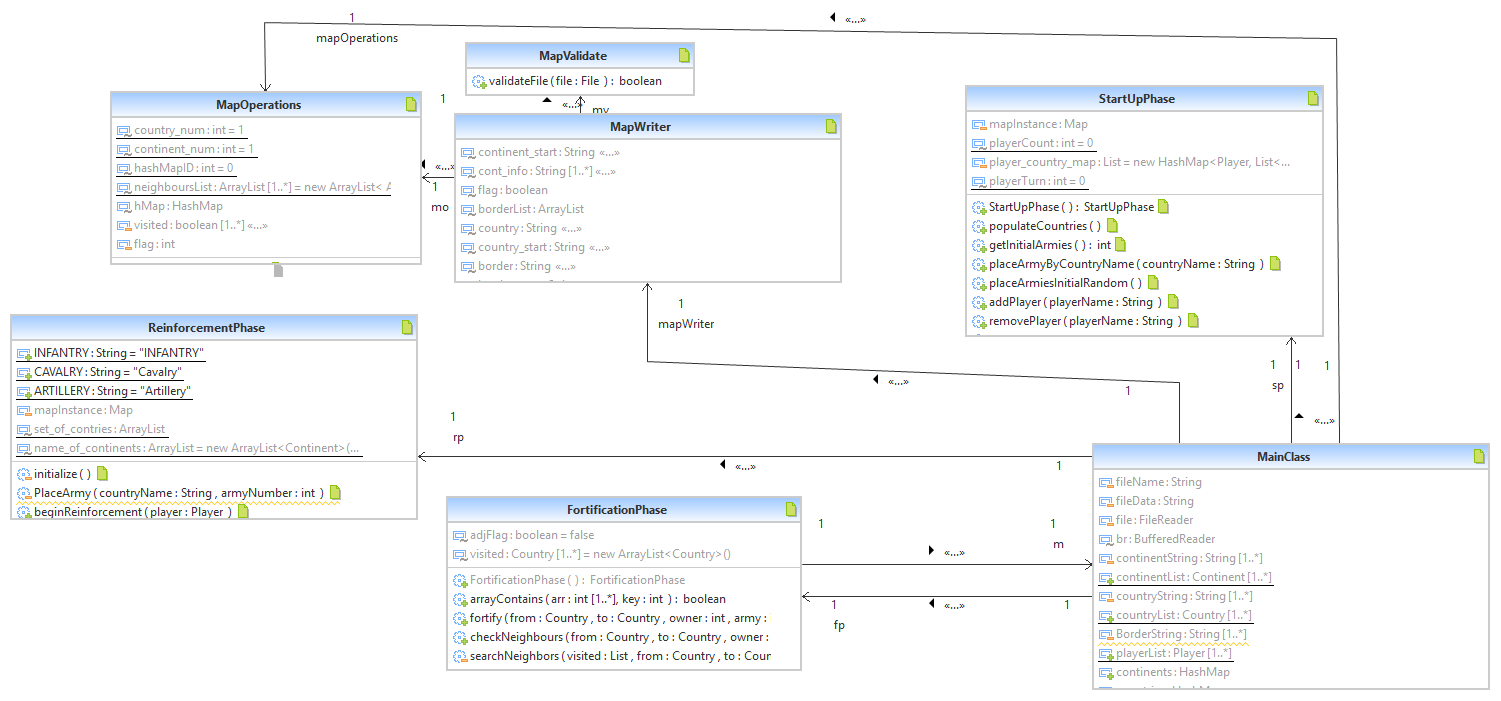 1
«...»
mapOperations
MapValidate
validateFile ( file : File ) : boolean
1
«...»
mv
MapOperations
country_num : int = 1
continent_num : int = 1
hashMapID : int = 0
neighboursList : ArrayList [1..*] = new ArrayList<
hMap : HashMap
visited : boolean [1..*] «...»
flag : int
«...»
1
mo
MapWriter
continent_start : String «...»
cont_info : String [1..*] «...»
flag : boolean
borderList : ArrayList
country : String «...»
country_start : String «...»
border : String «...»
StartUpPhase
mapInstance : Map
playerCount : int = 0
player_country_map : List = new HashMap<Player, List<...
playerTurn : int = 0
StartUpPhase ( ) : StartUpPhase
populateCountries ( )
getInitialArmies ( ) : int
placeArmyByCountryName ( countryName : String )
placeArmiesInitialRandom ( )
addPlayer ( playerName : String )
removePlayer ( playerName : String )
1
mapWriter
«...»
1
1
1
1
sp
«...»
ReinforcementPhase
INFANTRY : String = "INFANTRY"
CAVALRY : String = "Cavalry"
ARTILLERY : String = "Artillery"
mapInstance : Map
set_of_contries : ArrayList
name_of_continents : ArrayList = new ArrayList<Continent>(...
initialize ( )
PlaceArmy ( countryName : String , armyNumber : int )
beginReinforcement ( player : Player )
1
rp
«...»
1
FortificationPhase
adjFlag : boolean = false
visited : Country [1..*] = new ArrayList<Country>()
FortificationPhase ( ) : FortificationPhase
arrayContains ( arr : int [1..*], key : int ) : boolean
fortify ( from : Country , to : Country , owner : int , army :
checkNeighbours ( from : Country , to : Country , owner :
searchNeighbors ( visited : List , from : Country , to : Cour
1
1
m
«...»
1
fp
«...»
1
MainClass
fileName : String
fileData : String
file : FileReader
br : BufferedReader
continentString : String [1..*]
continentList : Continent [1..*]
countryString : String [1..*]
countryList : Country [1..*]
BorderString : String [1..*]
playerList : Player [1..*]
continents : HashMap